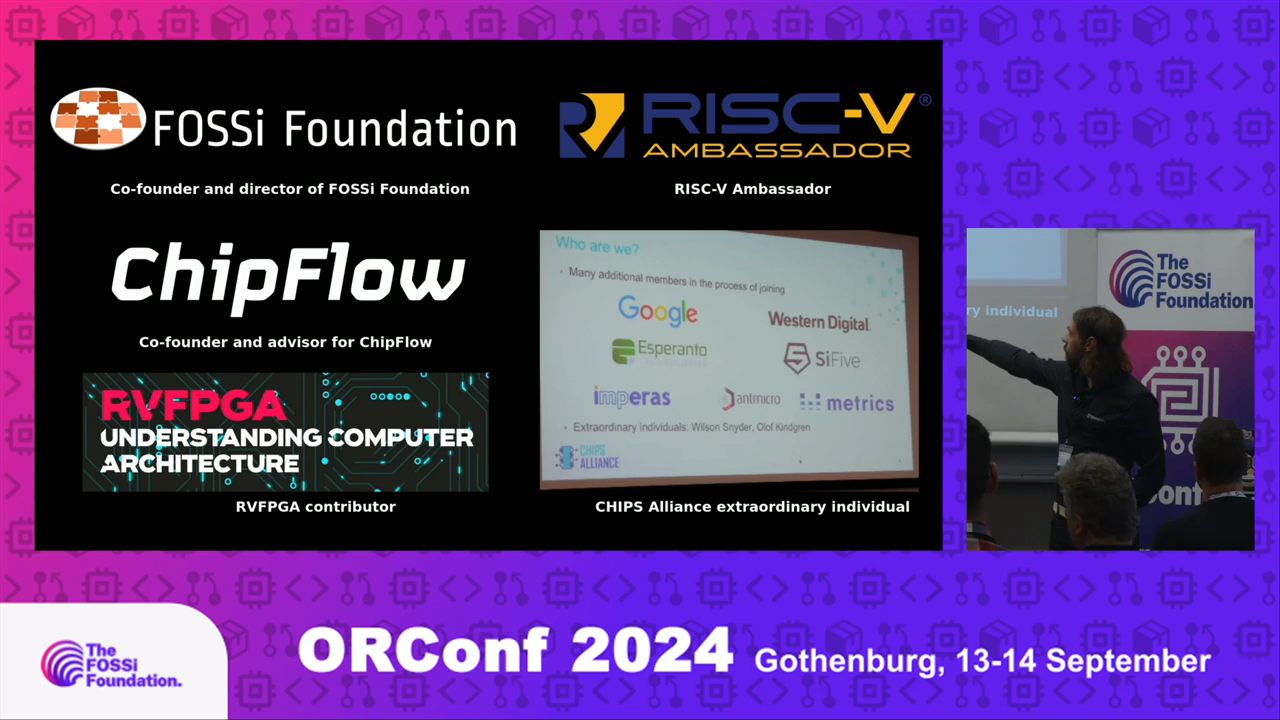 FOSSi Foundation
Co-founder and director of FOSSi Foundation
RISC-V®
AMBASSADOR
RISC-V Ambassador
ChipFlow
Co-founder and advisor for ChipFlow
RVFPGA
UNDERSTANDING COMPUTER
ARCHITECTURE
RVFPGA contributor
Who are we?
Many additional members in the process of joining
Google
Western Digital
Esperanto
SiFive
imperas
antmicro
metrics
Extraordinary individuals: Wilson Snyder, Olof Kindgren
CHIPS
ALLIANCE
CHIPS Alliance extraordinary individual
ry individual
The
FOSSi
Foundation
onf
The
FOSSi
Foundation.
ORConf 2024 Gothenburg, 13-14 September